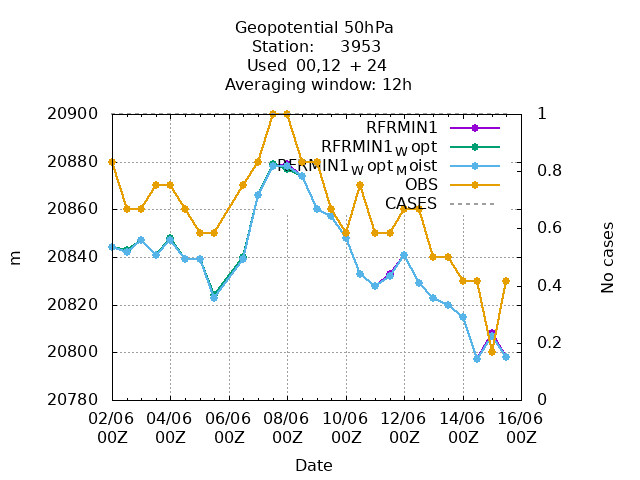 Geopotential 50hPa
Station: 3953
Used 00,12 + 24
Averaging window: 12h
20900
20880
20860
20840
20820
20800
20780
m
1
0.8
0.6
0.4
0.2
0
No cases
RFRMIN1
RFRMIN1W opt
RFRMIN1W opt Moist
OBS
CASES
02/06 04/06 06/06 08/06 10/06 12/06 14/06 16/06
00Z 00Z 00Z 00Z 00Z 00Z 00Z 00Z
Date